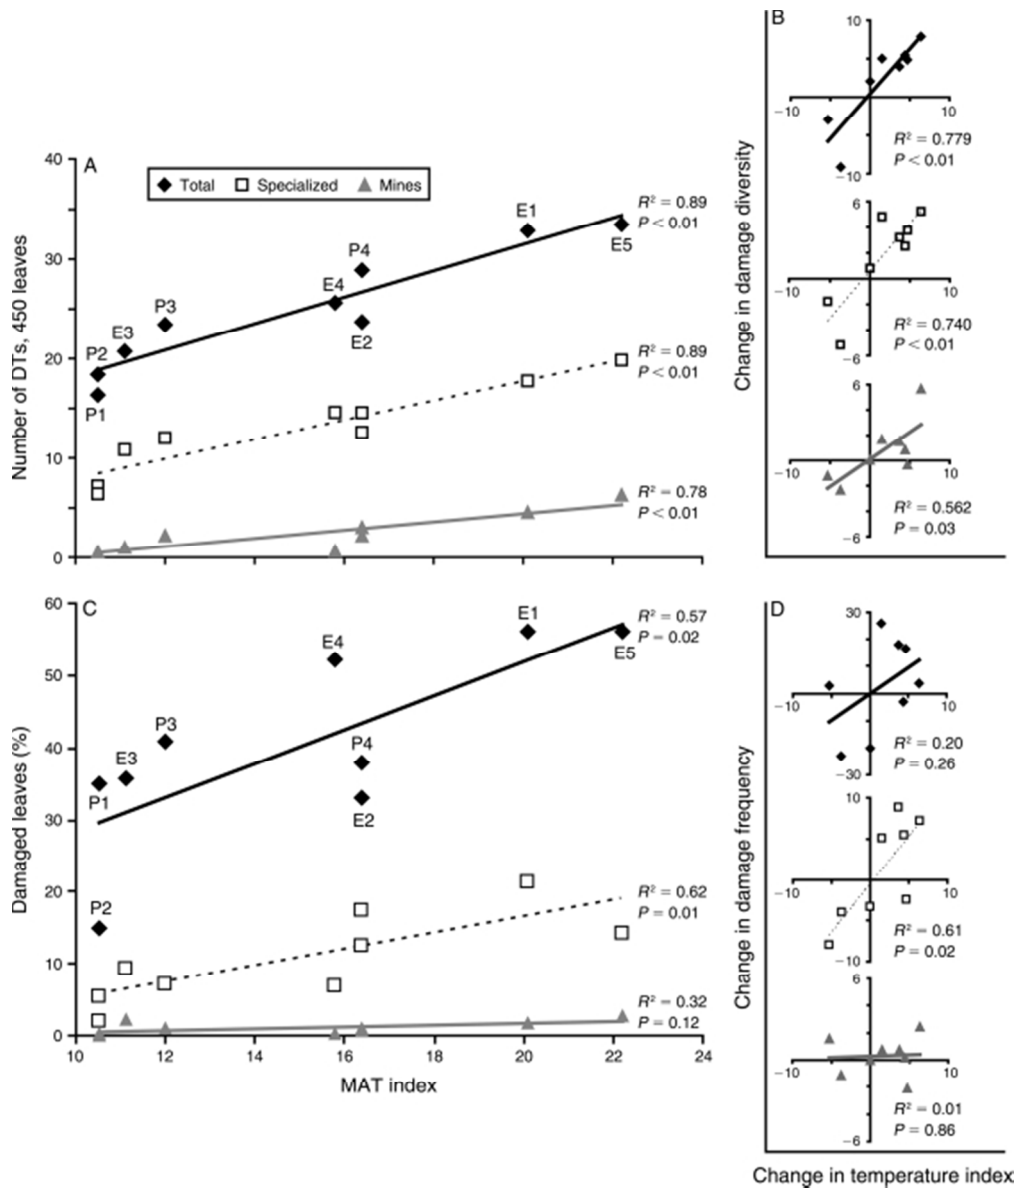 A
Total Specialized Mines
Number of DTs, 450 leaves
40
30
20
10
0
P2
P1
E3
P3
E4
P4
E2
E1
E5
R² = 0.89
P < 0.01
R² = 0.89
P < 0.01
R² = 0.78
P < 0.01
B
Change in damage diversity
10
−10 10
−10
R² = 0.779
P < 0.01
6
−10 10
−6
R² = 0.740
P < 0.01
6
−10 10
−6
R² = 0.562
P = 0.03
C
Damaged leaves (%)
60
50
40
30
20
10
0
P1
P2
E3
P3
E4
P4
E2
E1
E5
R² = 0.57
P = 0.02
R² = 0.62
P = 0.01
R² = 0.32
P = 0.12
10 12 14 16 18 20 22 24
MAT index
D
Change in damage frequency
30
−10 10
−30
R² = 0.20
P = 0.26
10
−10 10
−10
R² = 0.61
P = 0.02
6
−10 10
−6
R² = 0.01
P = 0.86
Change in temperature index